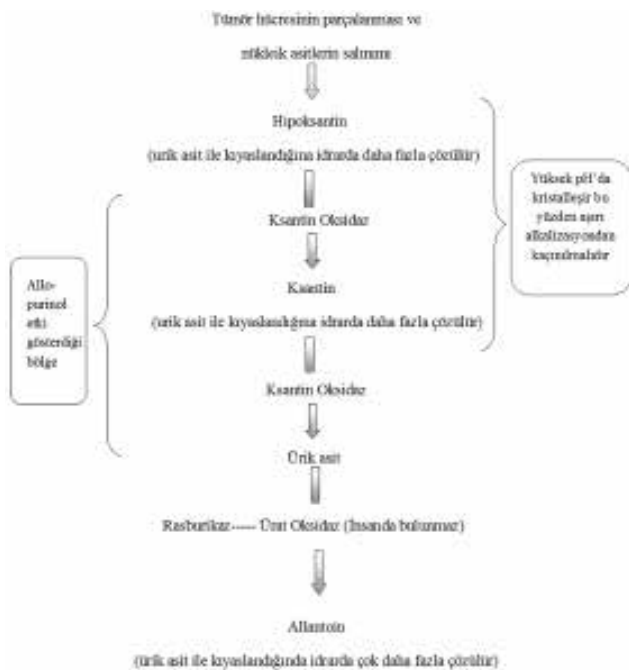 Tümör hücresinin parçalanması ve
nükleik asitlerin salınımı
Hipoksantin
(urik asit ile kıyaslandığına idrarda daha fazla çözülür)
Yüksek pH'da
kristalleşir bu
yüzden aşırı
alkalizasyondan
kaçınılmalıdır
Ksantin Oksidaz
Allo-
purinol
etki
gösterdiği
bölge
Ksantin
(urik asit ile kıyaslandığına idrarda daha fazla çözülür)
Ksantin Oksidaz
Ürik asit
Rasburikaz----- Ürat Oksidaz (İnsanda bulunmaz)
Allantoin
(ürik asit ile kıyaslandığında idrarda çok daha fazla çözülür)